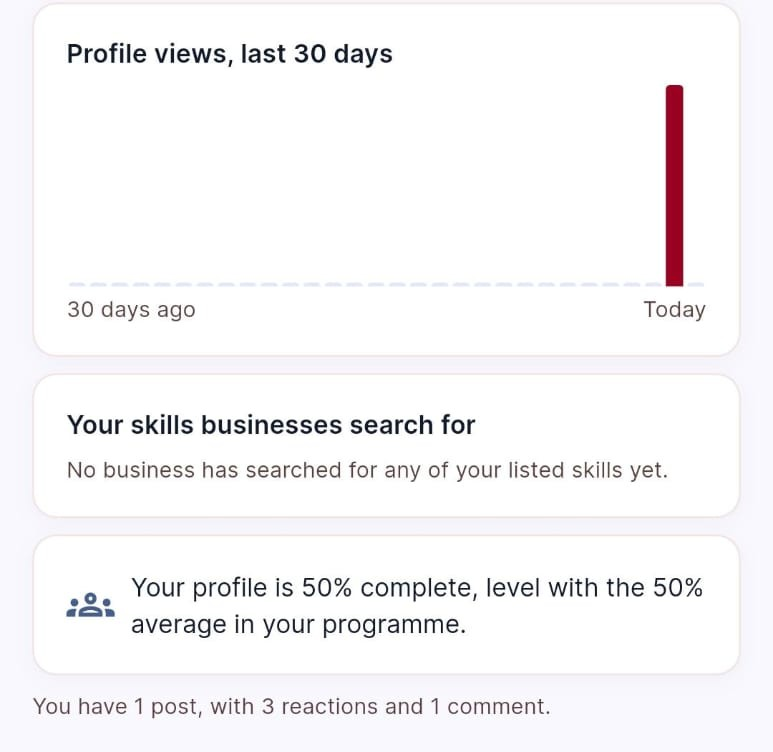 Profile views, last 30 days
30 days ago
Today
Your skills businesses search for
No business has searched for any of your listed skills yet.
Your profile is 50% complete, level with the 50%
average in your programme.
You have 1 post, with 3 reactions and 1 comment.